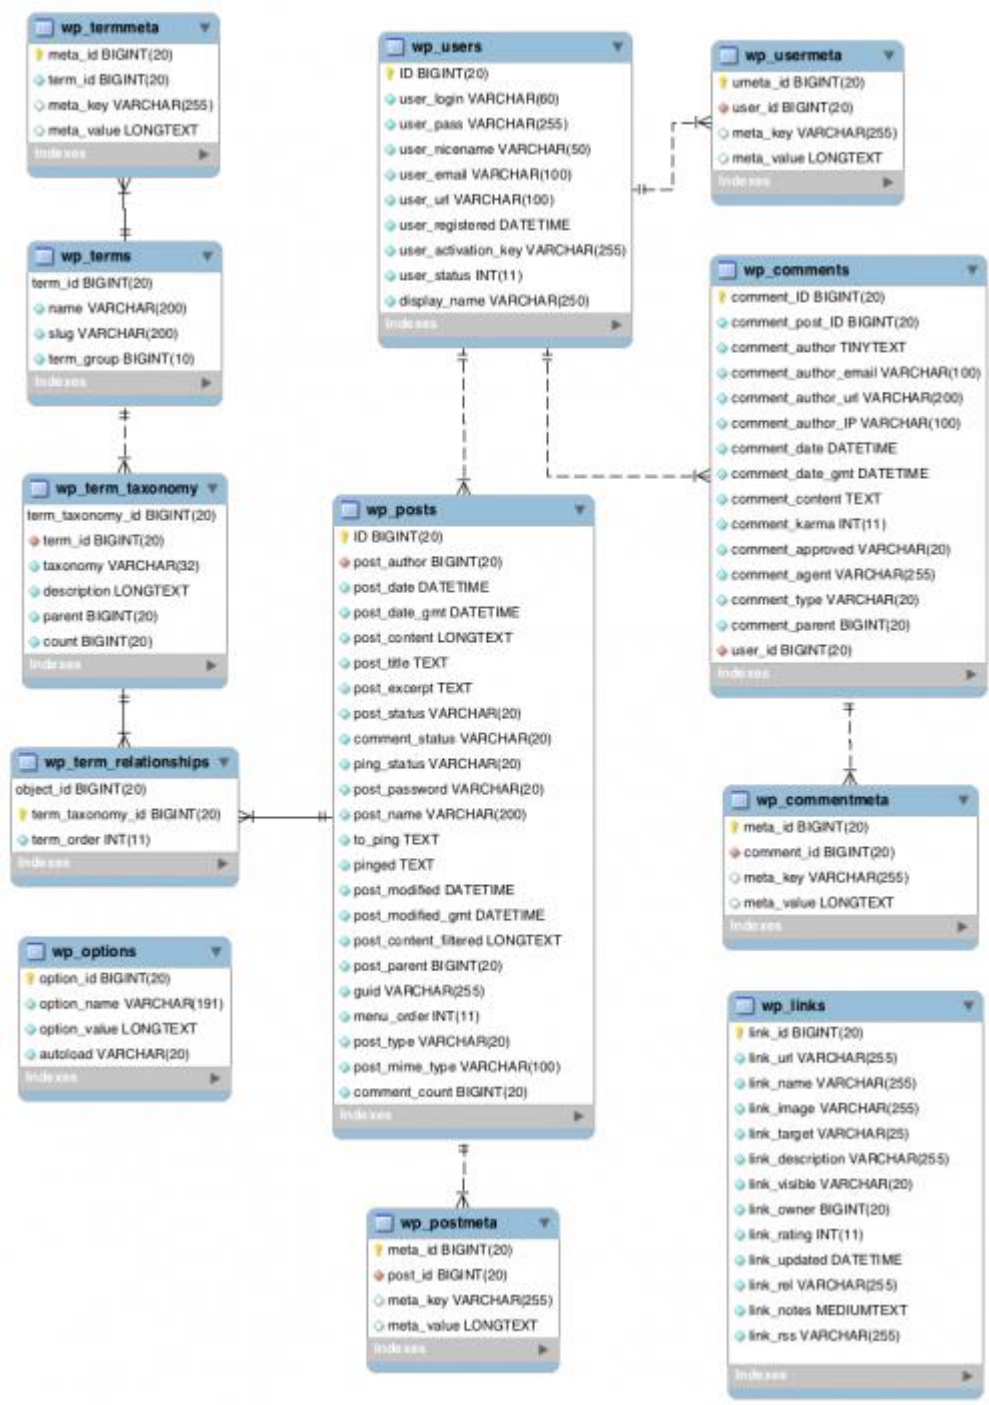 wp_termmeta
meta_id BIGINT(20)
term_id BIGINT(20)
meta_key VARCHAR(255)
meta_value LONGTEXT
Indexes
wp_terms
term_id BIGINT(20)
name VARCHAR(200)
slug VARCHAR(200)
term_group BIGINT(10)
Indexes
wp_term_taxonomy
term_taxonomy_id BIGINT(20)
term_id BIGINT(20)
taxonomy VARCHAR(32)
description LONGTEXT
parent BIGINT(20)
count BIGINT(20)
Indexes
wp_term_relationships
object_id BIGINT(20)
term_taxonomy_id BIGINT(20)
term_order INT(11)
Indexes
wp_options
option_id BIGINT(20)
option_name VARCHAR(191)
option_value LONGTEXT
autoload VARCHAR(20)
Indexes
wp_users
ID BIGINT(20)
user_login VARCHAR(60)
user_pass VARCHAR(255)
user_nicename VARCHAR(50)
user_email VARCHAR(100)
user_url VARCHAR(100)
user_registered DATETIME
user_activation_key VARCHAR(255)
user_status INT(11)
display_name VARCHAR(250)
Indexes
wp_posts
ID BIGINT(20)
post_author BIGINT(20)
post_date DATETIME
post_date_gmt DATETIME
post_content LONGTEXT
post_title TEXT
post_excerpt TEXT
post_status VARCHAR(20)
comment_status VARCHAR(20)
ping_status VARCHAR(20)
post_password VARCHAR(20)
post_name VARCHAR(200)
to_ping TEXT
pinged TEXT
post_modified DATETIME
post_modified_gmt DATETIME
post_content_filtered LONGTEXT
post_parent BIGINT(20)
guid VARCHAR(255)
menu_order INT(11)
post_type VARCHAR(20)
post_mime_type VARCHAR(100)
comment_count BIGINT(20)
Indexes
wp_postmeta
meta_id BIGINT(20)
post_id BIGINT(20)
meta_key VARCHAR(255)
meta_value LONGTEXT
Indexes
wp_usermeta
umeta_id BIGINT(20)
user_id BIGINT(20)
meta_key VARCHAR(255)
meta_value LONGTEXT
Indexes
wp_comments
comment_ID BIGINT(20)
comment_post_ID BIGINT(20)
comment_author TINYTEXT
comment_author_email VARCHAR(100)
comment_author_url VARCHAR(200)
comment_author_IP VARCHAR(100)
comment_date DATETIME
comment_date_gmt DATETIME
comment_content TEXT
comment_karma INT(11)
comment_approved VARCHAR(20)
comment_agent VARCHAR(255)
comment_type VARCHAR(20)
comment_parent BIGINT(20)
user_id BIGINT(20)
Indexes
wp_commentmeta
meta_id BIGINT(20)
comment_id BIGINT(20)
meta_key VARCHAR(255)
meta_value LONGTEXT
Indexes
wp_links
link_id BIGINT(20)
link_url VARCHAR(255)
link_name VARCHAR(255)
link_image VARCHAR(255)
link_target VARCHAR(25)
link_description VARCHAR(255)
link_visible VARCHAR(20)
link_owner BIGINT(20)
link_rating INT(11)
link_updated DATETIME
link_rel VARCHAR(255)
link_notes MEDIUMTEXT
link_rss VARCHAR(255)
Indexes